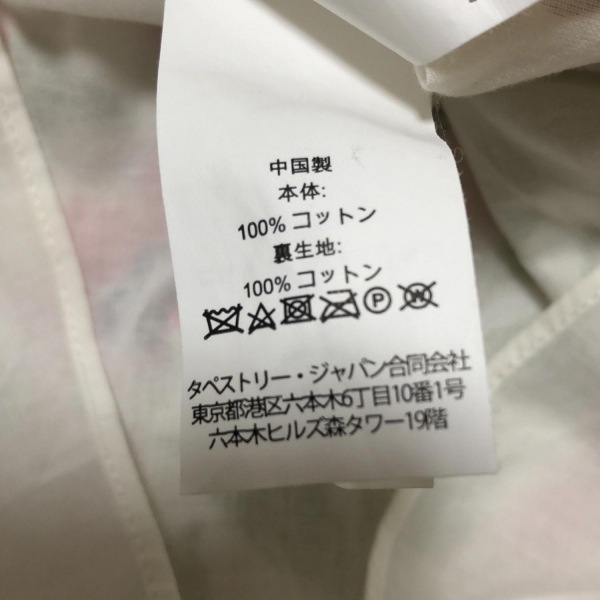 中国製
本体:
100% コットン
裏生地:
100% コットン
P W
タペストリー・ジャパン合同会社
東京都港区六本木6丁目10番1号
六本木ヒルズ森タワー19階